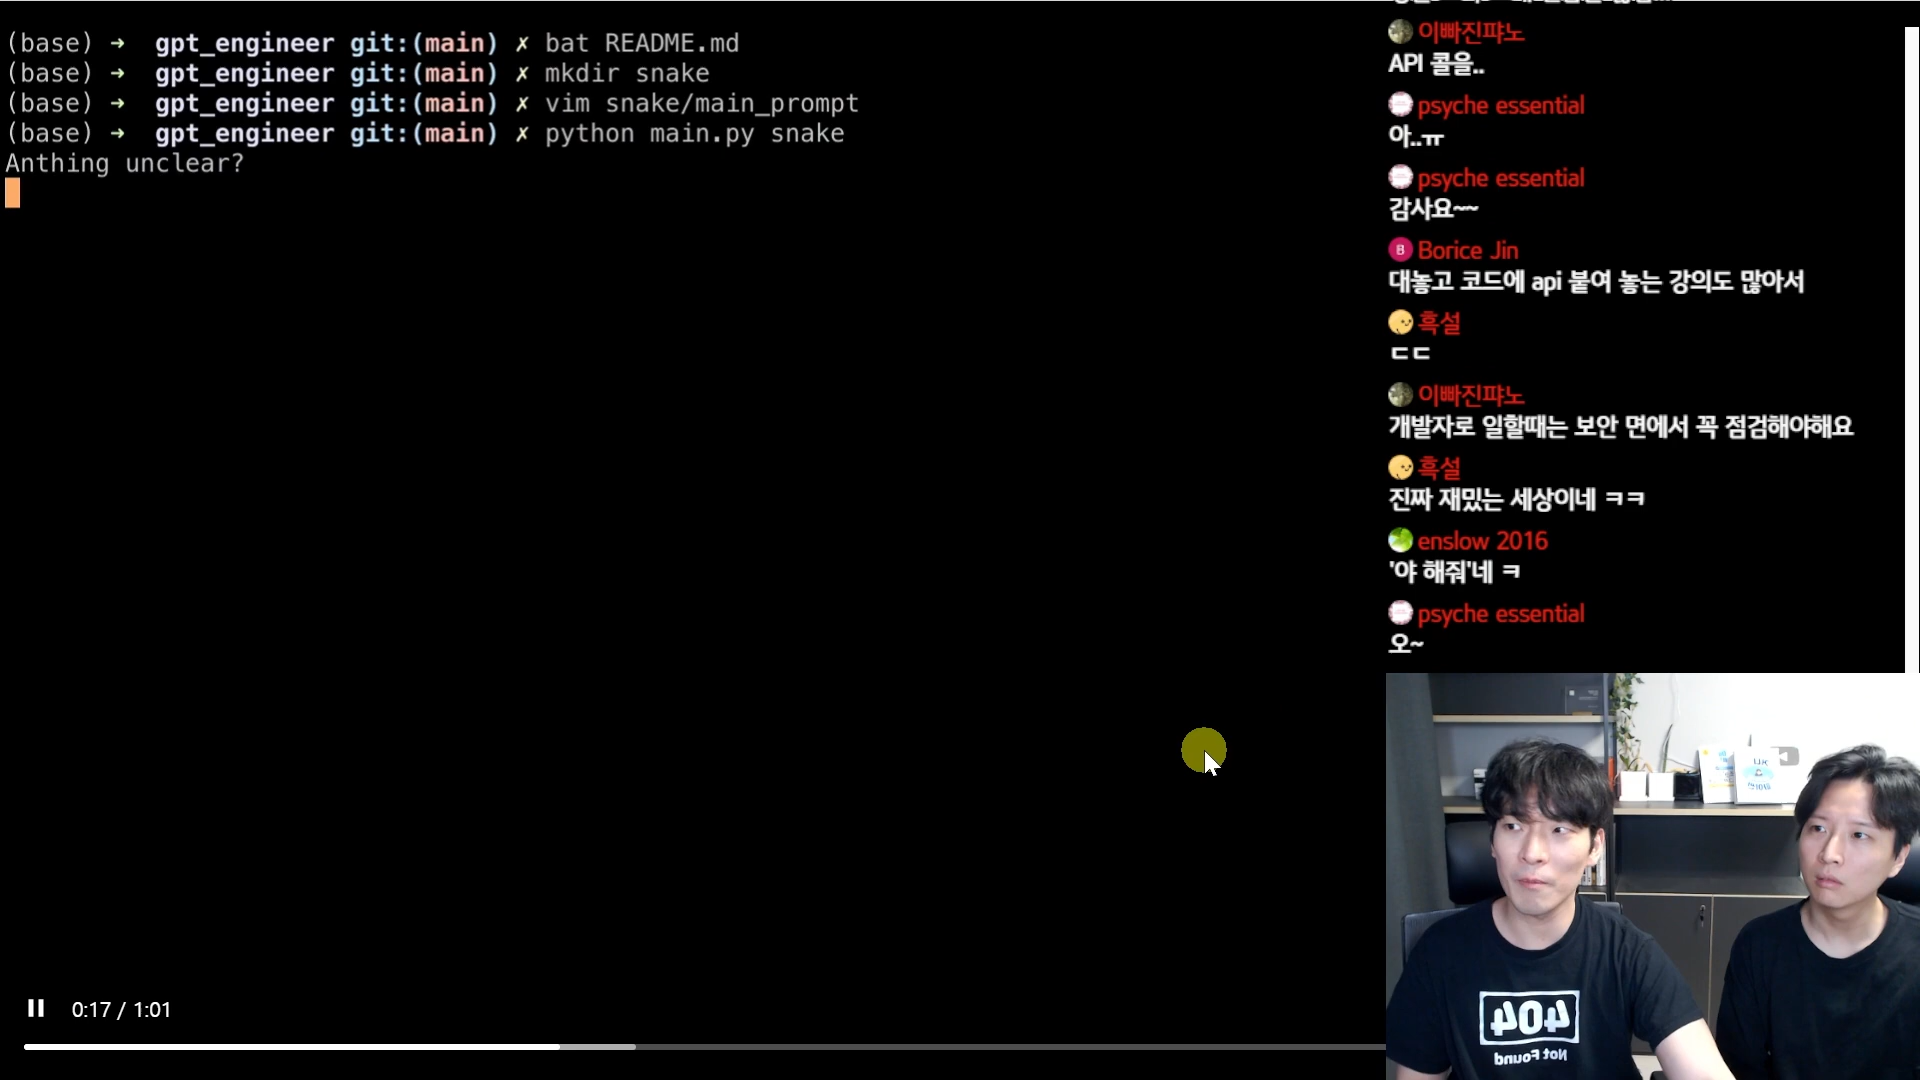 (base) → gpt_engineer git:(main) ✗ bat README.md
(base) → gpt_engineer git:(main) ✗ mkdir snake
(base) → gpt_engineer git:(main) ✗ vim snake/main_prompt
(base) → gpt_engineer git:(main) ✗ python main.py snake
Anthing unclear?
0:17 / 1:01
이빠진퍄노
API 콜을..
psyche essential
아..ㅠ
psyche essential
감사요~~
B Borice Jin
대놓고 코드에 api 붙여 놓는 강의도 많아서
흑설
ㄷㄷ
이빠진퍄노
개발자로 일할때는 보안 면에서 꼭 점검해야해요
흑설
진짜 재밌는 세상이네 ㅋㅋ
enslow 2016
'야 해줘'네 ㅋ
psyche essential
오~
404
Not Found